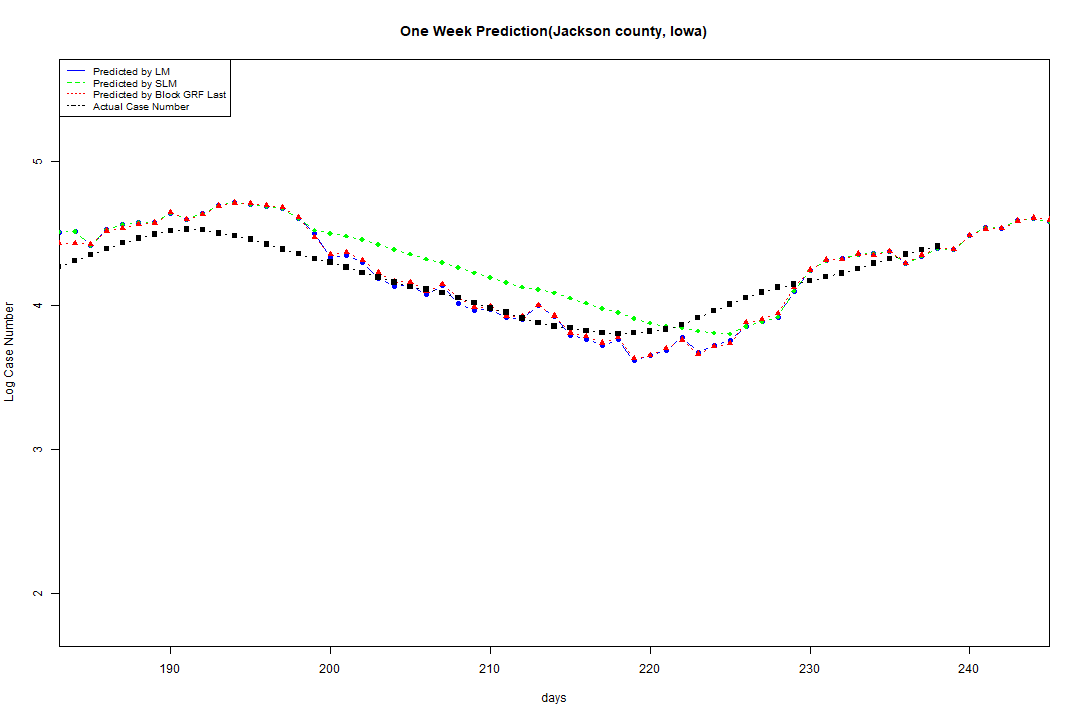 One Week Prediction(Jackson county, Iowa)
Predicted by LM
Predicted by SLM
Predicted by Block GRF Last
Actual Case Number
5
4
3
2
Log Case Number
190 200 210 220 230 240
days